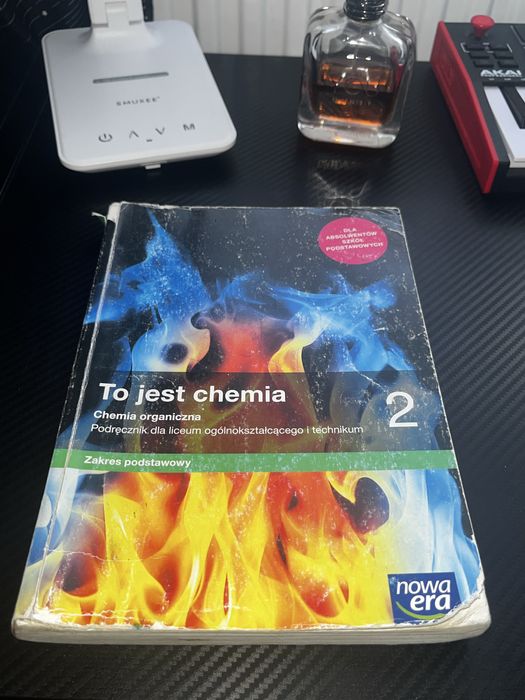 SMUXEE
M
AKAI
DLA
ABSOLWENTÓW
SZKÓŁ
PODSTAWOWYCH
To jest chemia
2
Chemia organiczna
Podręcznik dla liceum ogólnokształcącego i technikum
Zakres podstawowy
nowa
era